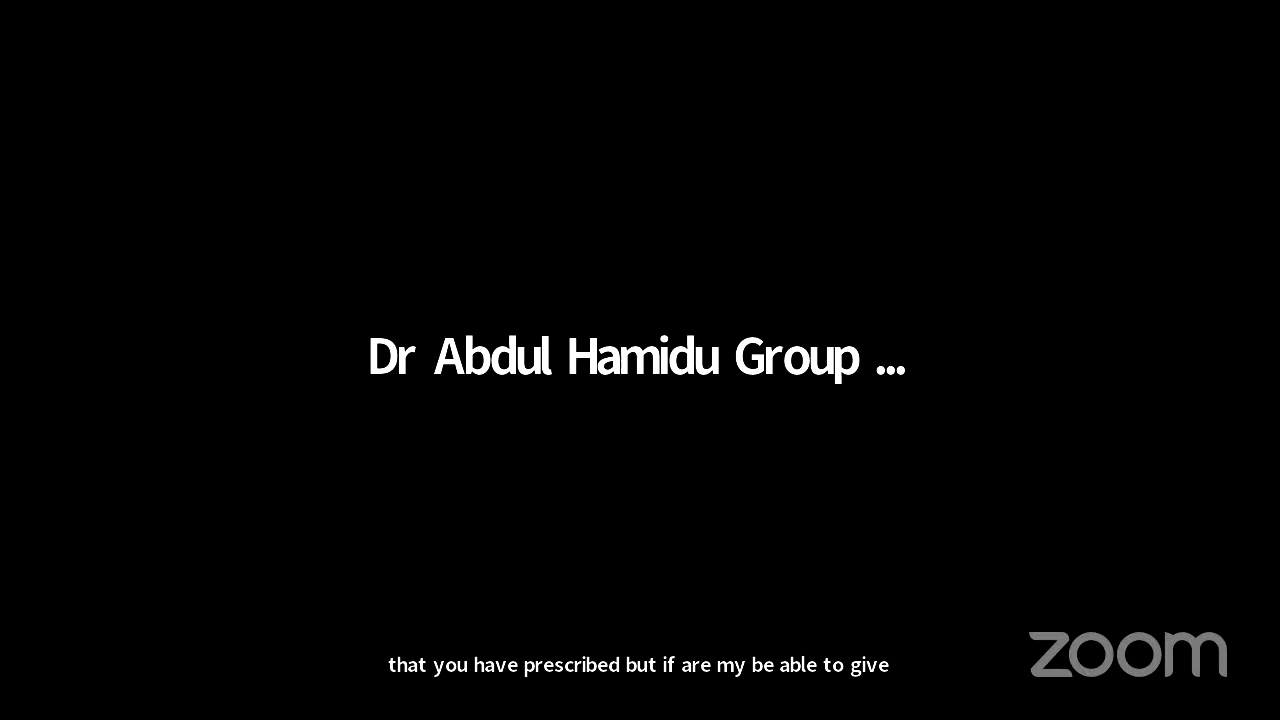 Dr Abdul Hamidu Group ...
that you have prescribed but if are my be able to give
zoom